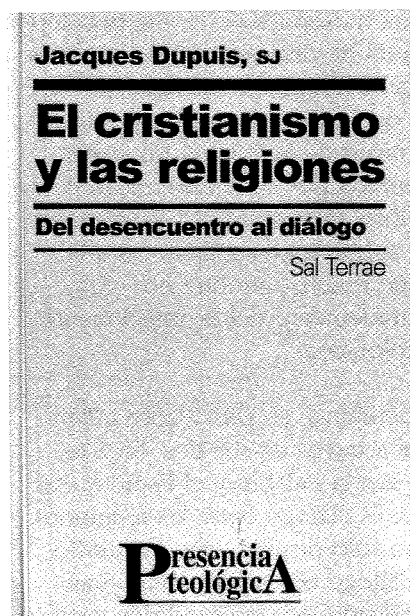 Jacques Dupuis, SJ
El cristianismo
y las religiones
Del desencuentro al diálogo
Sal Terrae
Presencia
teológicA